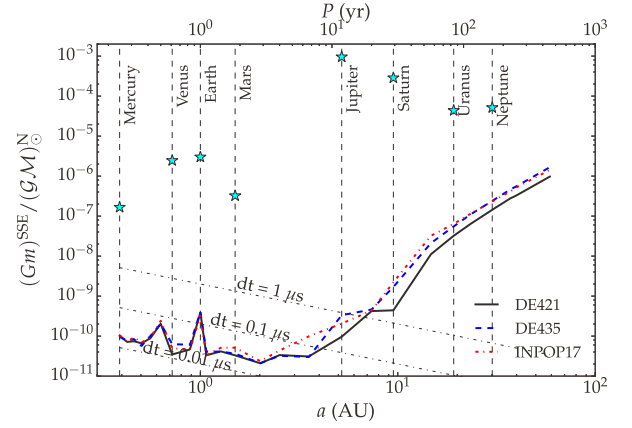 P (yr)
10^0 10^1 10^2 10^3
10^-3
10^-4
10^-5
10^-6
10^-7
10^-8
10^-9
10^-10
10^-11
(Gm)^SSE/(GM)^N_⊙
Mercury
Venus
Earth
Mars
Jupiter
Saturn
Uranus
Neptune
dt = 1 μs
dt = 0.1 μs
dt = 0.01 μs
DE421
DE435
INPOP17
10^0 10^1 10^2
a (AU)